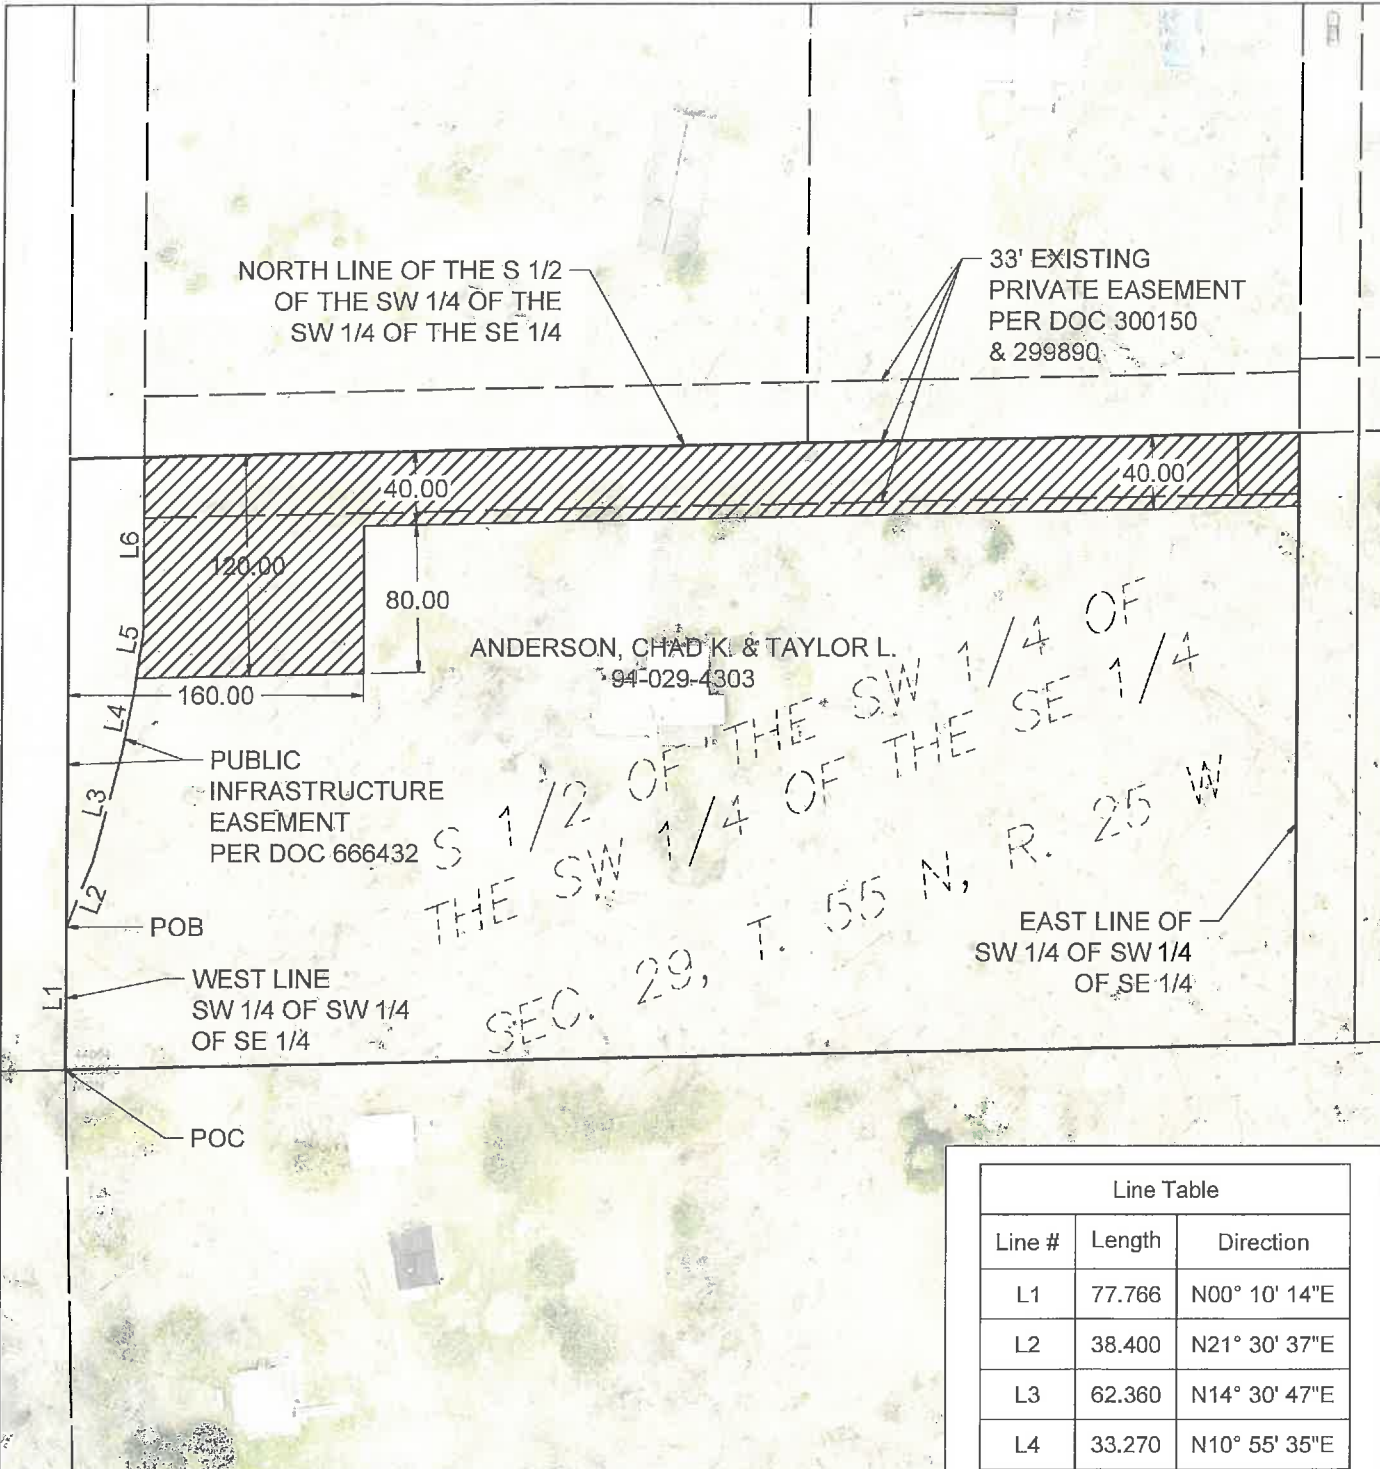 NORTH LINE OF THE S 1/2
OF THE SW 1/4 OF THE
SW 1/4 OF THE SE 1/4
33' EXISTING
PRIVATE EASEMENT
PER DOC 300150
& 299890
40.00
40.00
L6
120.00
80.00
L5
ANDERSON, CHAD K. & TAYLOR L.
94-029-4303
160.00
L4
PUBLIC
INFRASTRUCTURE
EASEMENT
PER DOC 666432
L3
S 1/2 OF THE SW 1/4 OF
THE SW 1/4 OF THE SE 1/4
SEC. 29, T. 55 N, R. 25 W
L2
POB
EAST LINE OF
SW 1/4 OF SW 1/4
OF SE 1/4
L1
WEST LINE
SW 1/4 OF SW 1/4
OF SE 1/4
POC
Line Table
Line # Length Direction
L1 77.766 N00° 10' 14"E
L2 38.400 N21° 30' 37"E
L3 62.360 N14° 30' 47"E
L4 33.270 N10° 55' 35"E